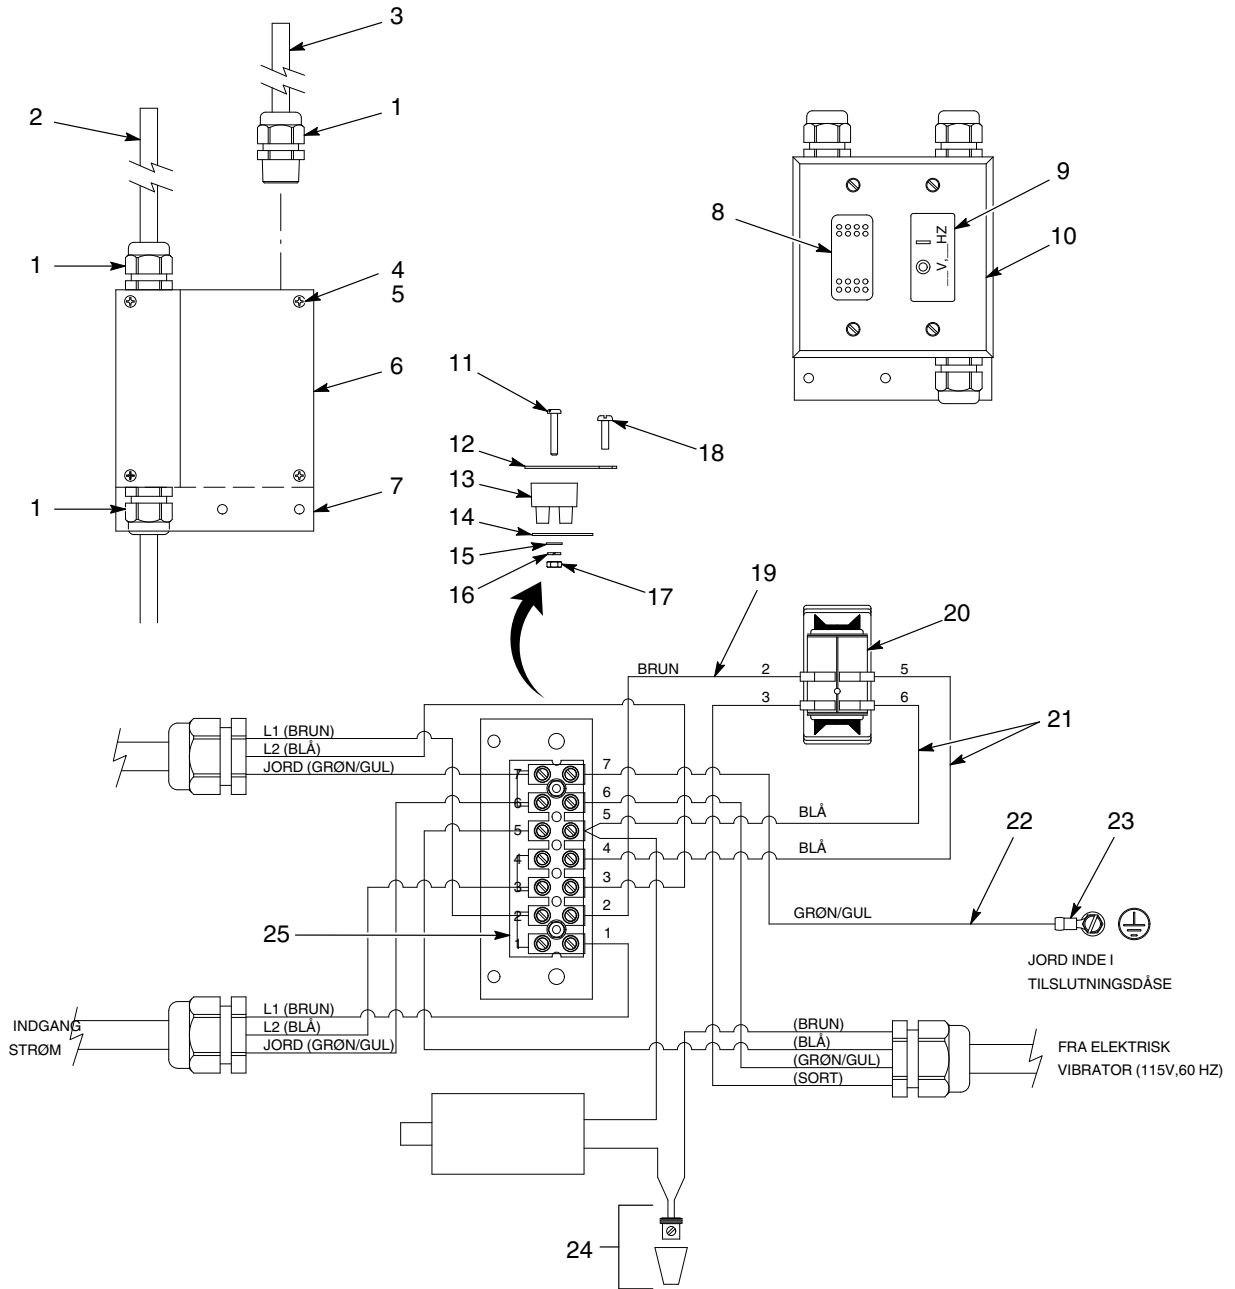 3
2
1
1
4
5
6
7
1
8
9
10
__V,__HZ
11
12
13
14
15
16
17
18
19
20
BRUN
2
5
3
6
21
L1 (BRUN)
L2 (BLÅ)
JORD (GRØN/GUL)
7
7
6
6
5
5
BLÅ
4
4
BLÅ
3
3
2
2
1
1
22
23
GRØN/GUL
25
JORD INDE I
TILSLUTNINGSDÅSE
INDGANG
STRØM
L1 (BRUN)
L2 (BLÅ)
JORD (GRØN/GUL)
(BRUN)
(BLÅ)
(GRØN/GUL)
(SORT)
FRA ELEKTRISK
VIBRATOR (115V,60 HZ)
24